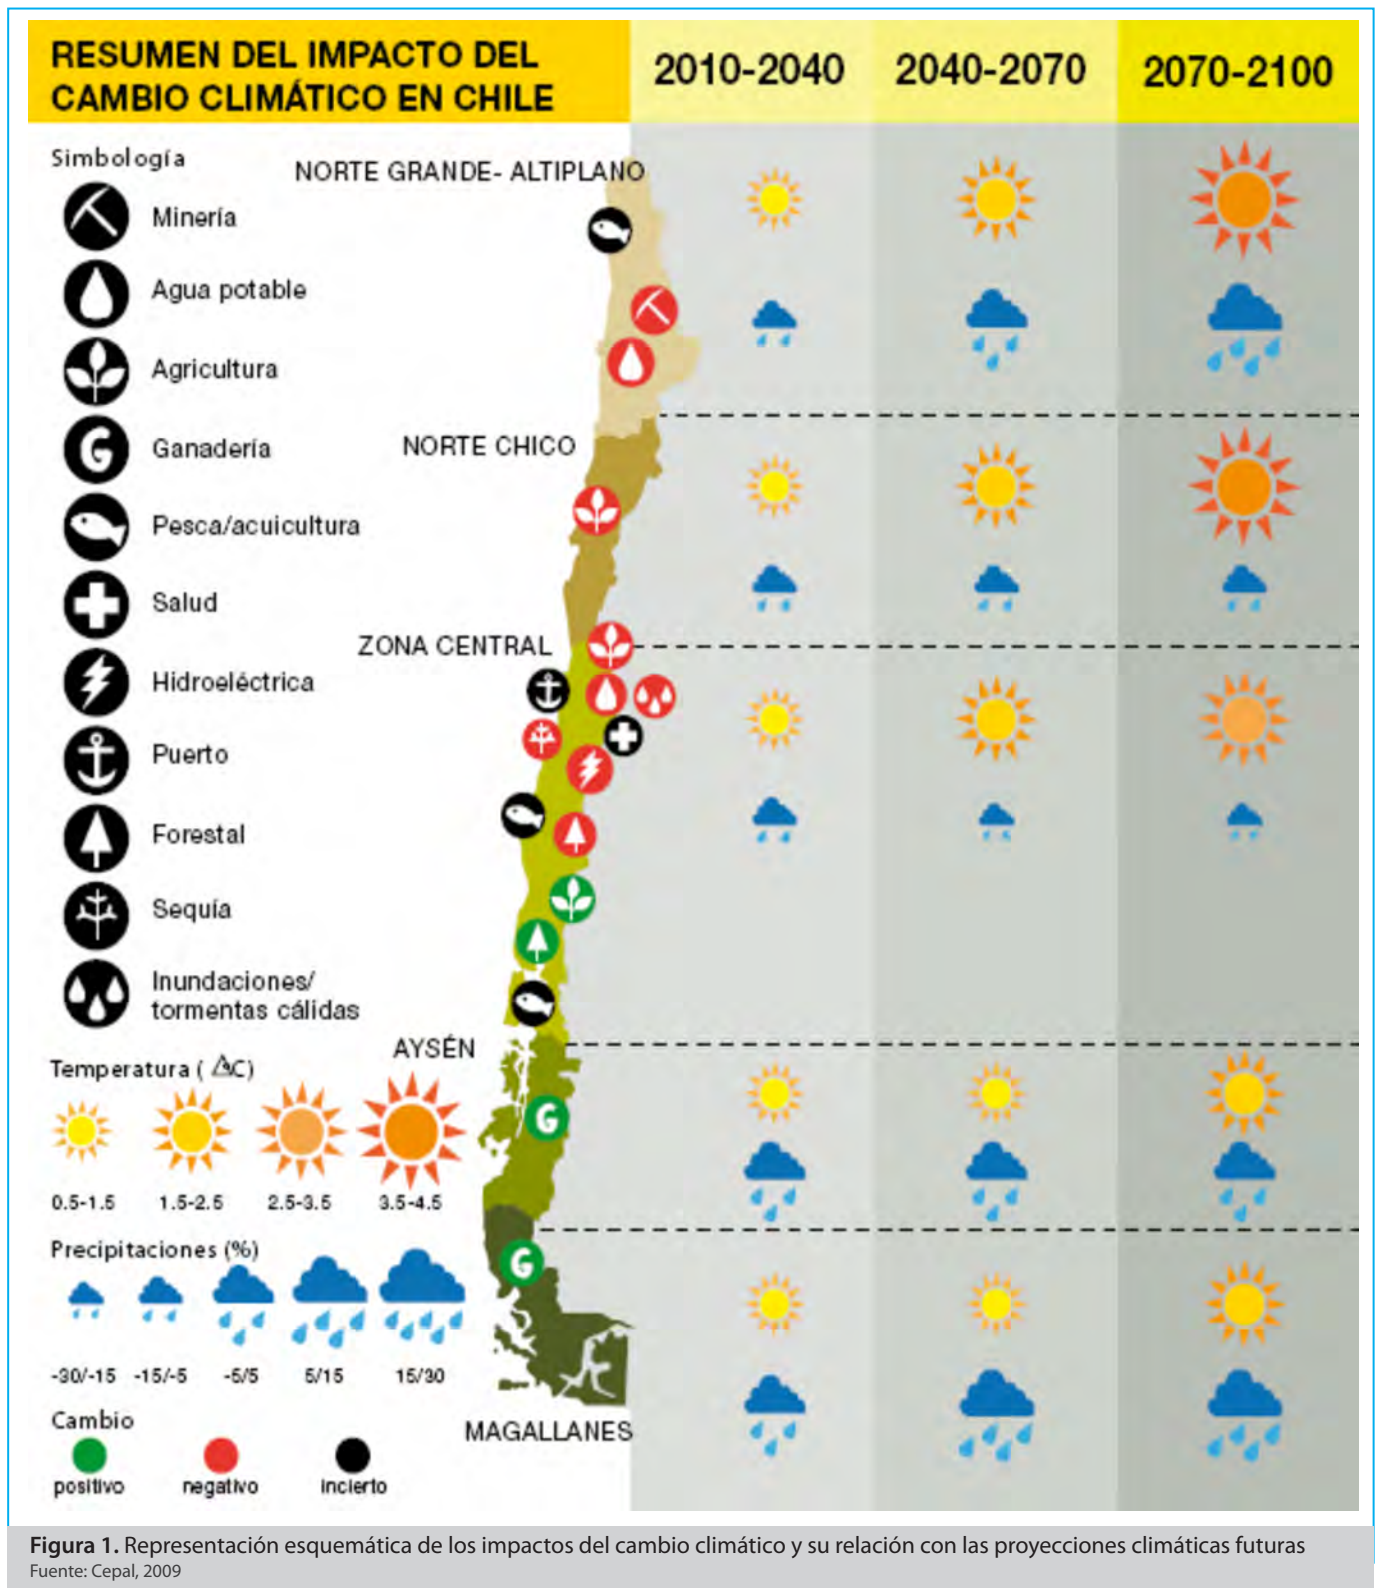 RESUMEN DEL IMPACTO DEL
CAMBIO CLIMÁTICO EN CHILE
2010-2040
2040-2070
2070-2100
Simbología
Minería
Agua potable
Agricultura
Ganadería
Pesca/acuicultura
Salud
Hidroeléctrica
Puerto
Forestal
Sequía
Inundaciones/
tormentas cálidas
NORTE GRANDE- ALTIPLANO
NORTE CHICO
ZONA CENTRAL
AYSÉN
MAGALLANES
Temperatura ( ΔC)
0.5-1.5 1.5-2.5 2.5-3.5 3.5-4.5
Precipitaciones (%)
-30/-15 -15/-5 -5/5 5/15 15/30
Cambio
positivo negativo incierto
Figura 1. Representación esquemática de los impactos del cambio climático y su relación con las proyecciones climáticas futuras
Fuente: Cepal, 2009